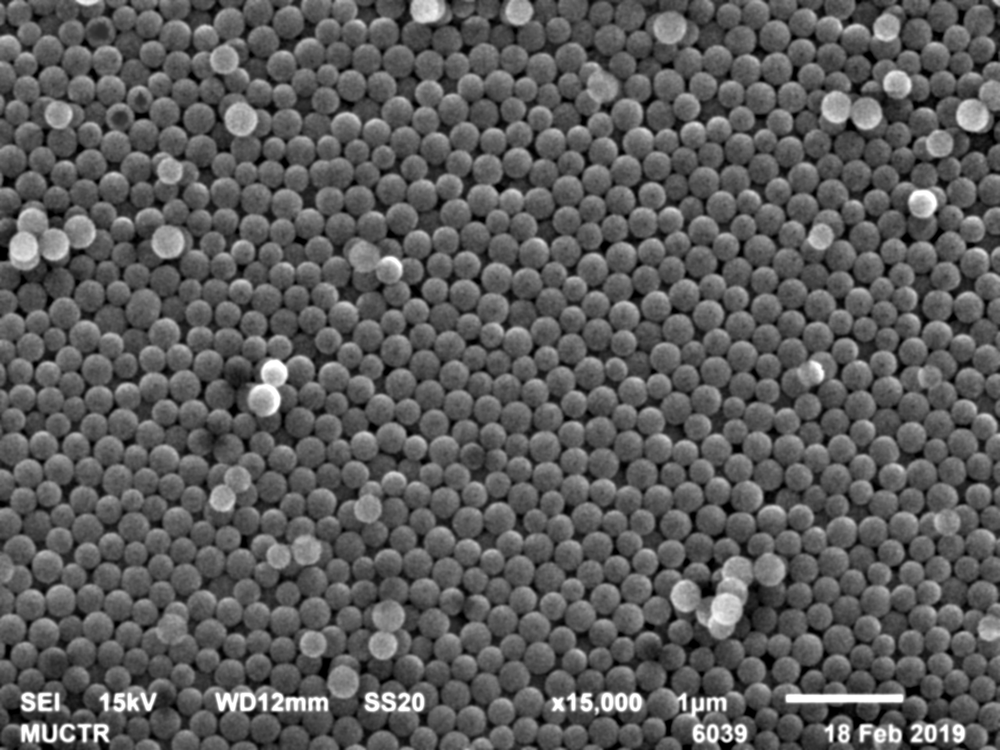 SEI 15kV WD12mm SS20 x15,000 1µm
MUCTR 6039 18 Feb 2019